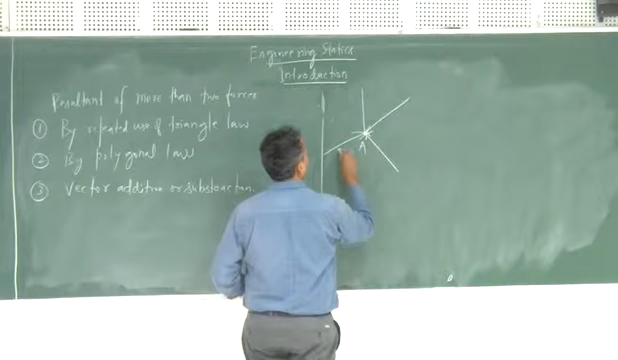 Engineering Statics
Introduction
Resultant of more than two forces
① By repeated use of triangle law
② By polygonal law
③ Vector addition or substraction.
A